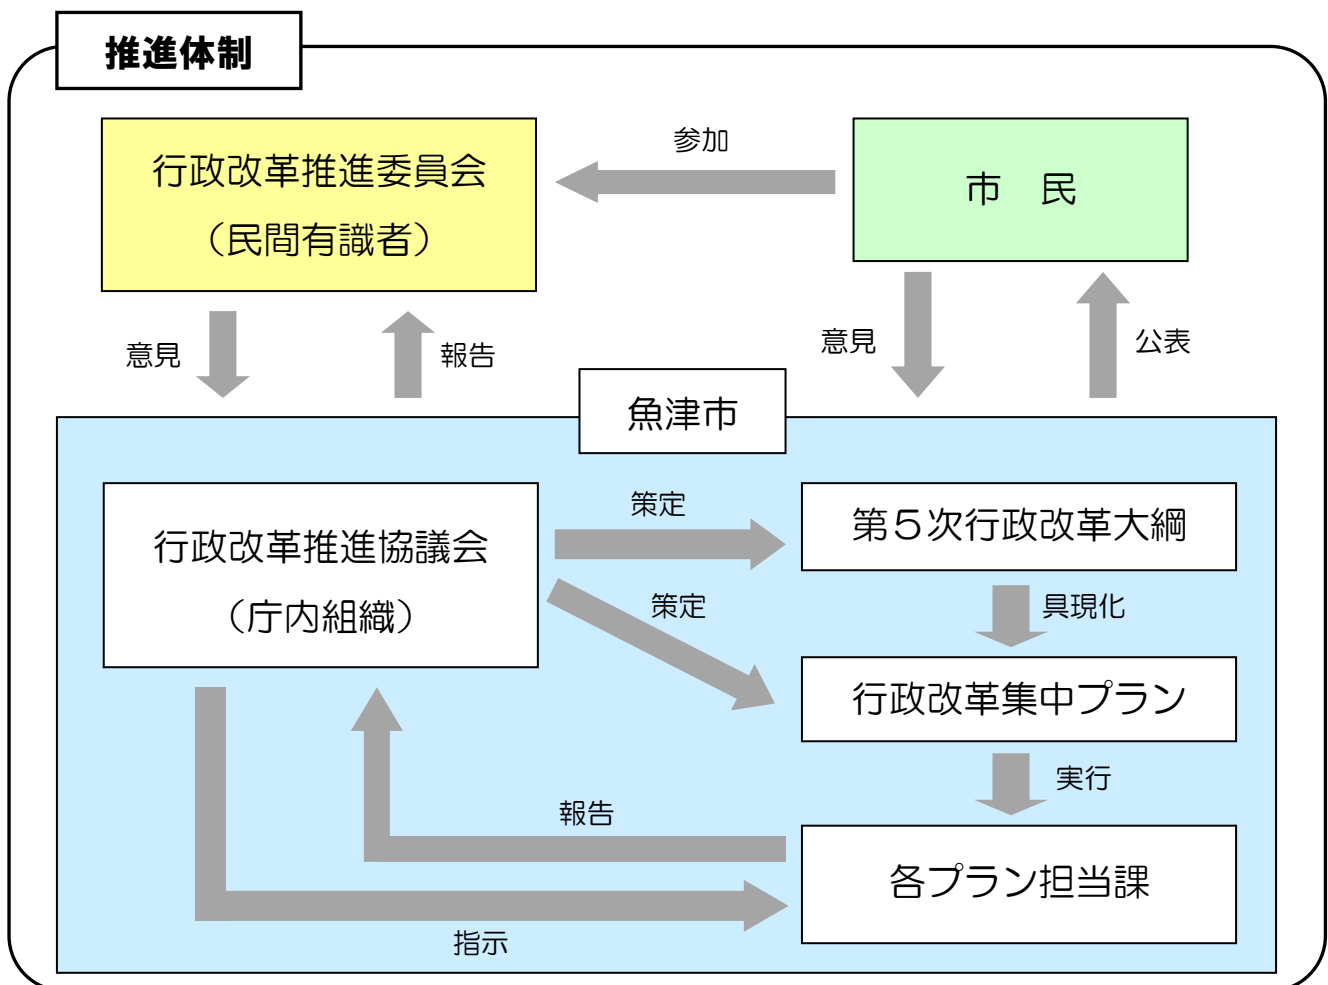 推進体制
行政改革推進委員会
（民間有識者）
参加
市　民
意見
報告
意見
公表
魚津市
行政改革推進協議会
（庁内組織）
策定
第５次行政改革大綱
策定
具現化
行政改革集中プラン
実行
報告
各プラン担当課
指示